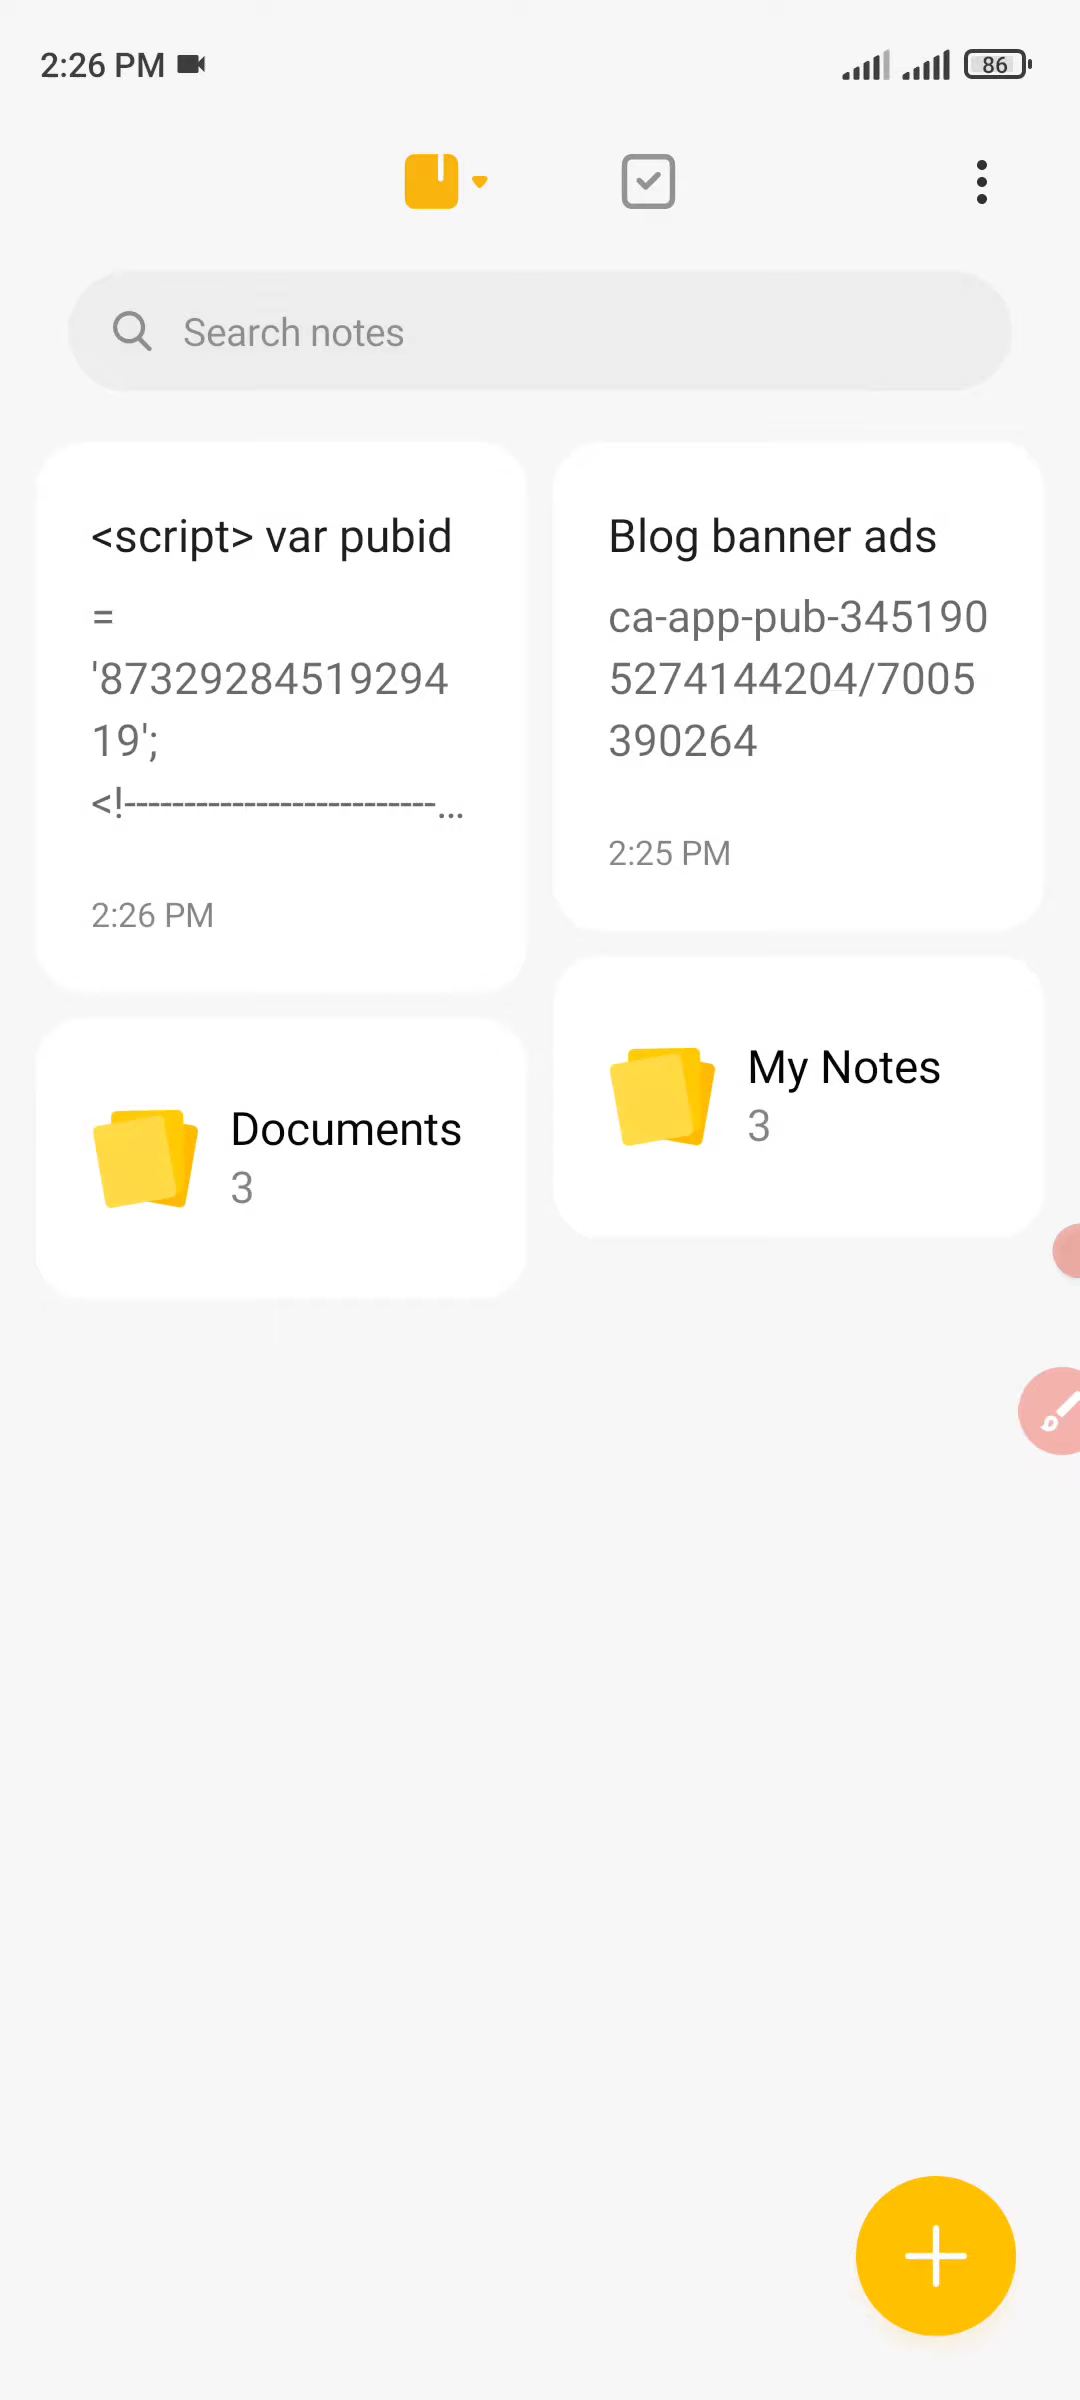 2:26 PM
86
Search notes
<script> var pubid
=
'87329284519294
19';
<!--------------------------...
2:26 PM
Blog banner ads
ca-app-pub-345190
5274144204/7005
390264
2:25 PM
Documents
3
My Notes
3